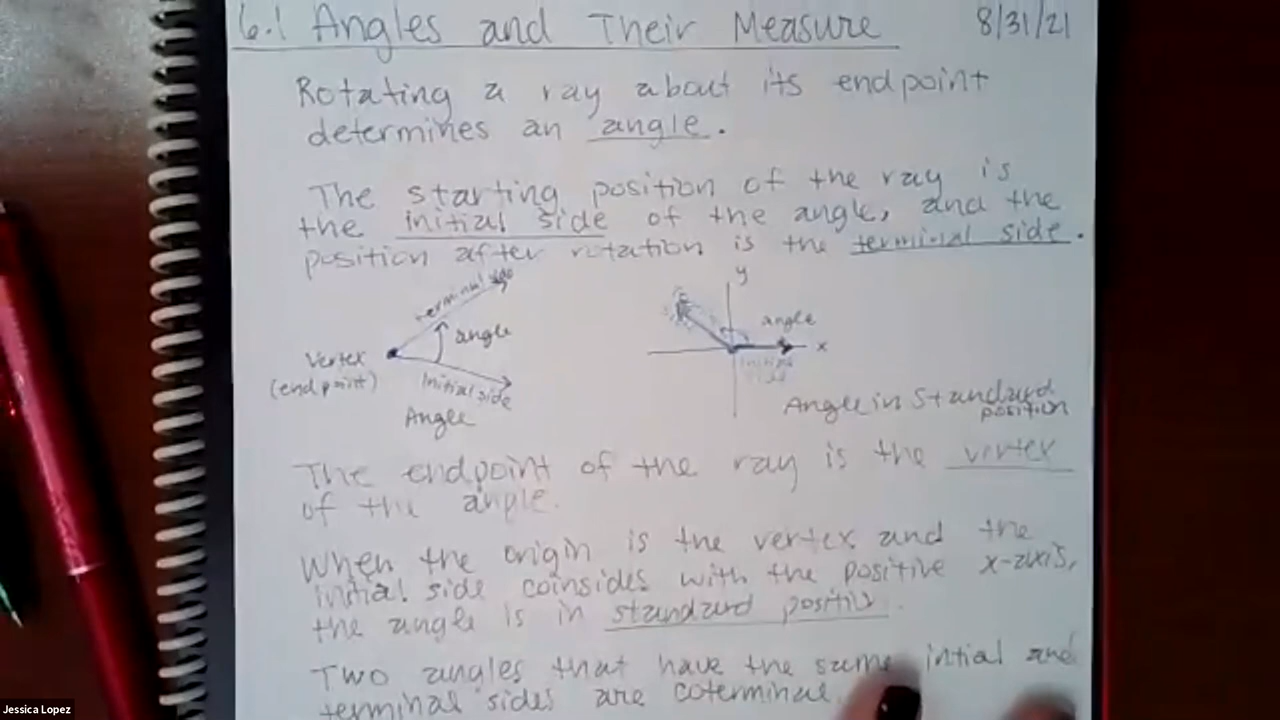 6.1 Angles and Their Measure 8/31/21
Rotating a ray about its endpoint
determines an angle.
The starting position of the ray is
the initial side of the angle, and the
position after rotation is the terminal side.
terminal side
angle
Vertex
(endpoint)
Initial side
Angle
y
angle
x
initial
side
Angle in Standard
position
The endpoint of the ray is the vertex
of the angle.
When the origin is the vertex and the
initial side coinsides with the positive x-axis,
the angle is in standard position.
Two angles that have the same intial and
terminal sides are coterminal.
Jessica Lopez